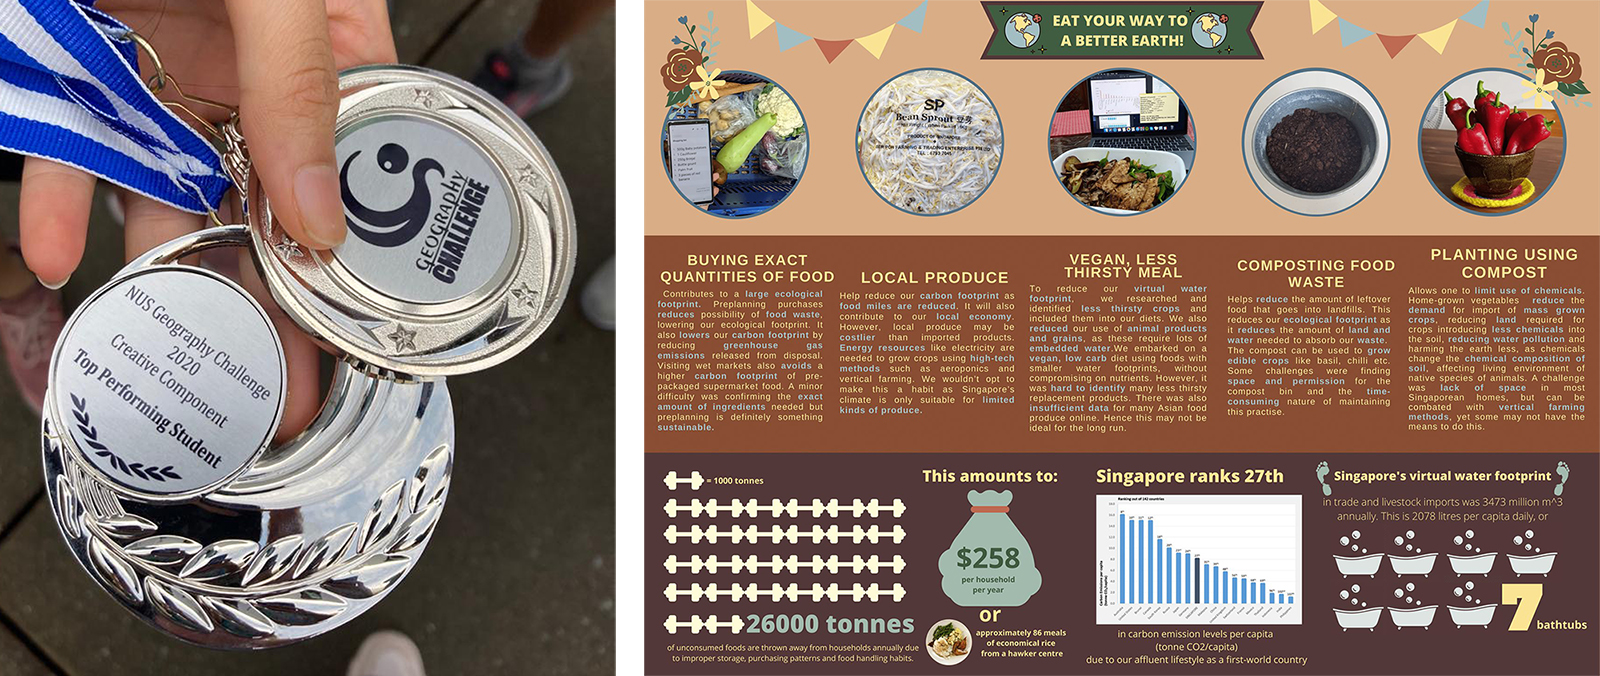 GEOGRAPHY
CHALLENGE
NUS Geography Challenge
2020
Creative Component
Top Performing Student
EAT YOUR WAY TO
A BETTER EARTH!
SP
Bean Sprout
BUYING EXACT
QUANTITIES OF FOOD
Contributes to a large ecological
footprint. Preplanning purchases
reduces possibility of food waste,
lowering our ecological footprint. It
also lowers our carbon footprint by
reducing greenhouse gas
emissions released from disposal.
Visiting wet markets also avoids a
higher carbon footprint of pre-
packaged supermarket food. A minor
difficulty was confirming the exact
amount of ingredients needed but
preplanning is definitely something
sustainable.
LOCAL PRODUCE
Help reduce our carbon footprint as
food miles are reduced. It will also
contribute to our local economy.
However, local produce may be
costlier than imported products.
Energy resources like electricity are
needed to grow crops using high-tech
methods such as aeroponics and
vertical farming. We wouldn't opt to
make this a habit as Singapore's
climate is only suitable for limited
kinds of produce.
VEGAN, LESS
THIRSTY MEAL
To reduce our virtual water
footprint, we researched and
identified less thirsty crops and
included them into our diets. We also
reduced our use of animal products
and grains, as these require lots of
embedded water.We embarked on a
vegan, low carb diet using foods with
smaller water footprints, without
compromising on nutrients. However, it
was hard to identify many less thirsty
replacement products. There was also
insufficient data for many Asian food
produce online. Hence this may not be
ideal for the long run.
COMPOSTING FOOD
WASTE
Helps reduce the amount of leftover
food that goes into landfills. This
reduces our ecological footprint as
it reduces the amount of land and
water needed to absorb our waste.
The compost can be used to grow
edible crops like basil, chilli etc.
Some challenges were finding
space and permission for the
compost bin and the time-
consuming nature of maintaining
this practise.
PLANTING USING
COMPOST
Allows one to limit use of chemicals.
Home-grown vegetables reduce the
demand for import of mass grown
crops, reducing land required for
crops introducing less chemicals into
the soil, reducing water pollution and
harming the earth less, as chemicals
change the chemical composition of
soil, affecting living environment of
native species of animals. A challenge
was lack of space in most
Singaporean homes, but can be
combated with vertical farming
methods, yet some may not have the
means to do this.
= 1000 tonnes
26000 tonnes
of unconsumed foods are thrown away from households annually due
to improper storage, purchasing patterns and food handling habits.
This amounts to:
$258
per household
per year
or
approximately 86 meals
of economical rice
from a hawker centre
Singapore ranks 27th
Ranking out of 142 countries
in carbon emission levels per capita
(tonne CO2/capita)
due to our affluent lifestyle as a first-world country
Singapore's virtual water footprint
in trade and livestock imports was 3473 million m^3
annually. This is 2078 litres per capita daily, or
7
bathtubs